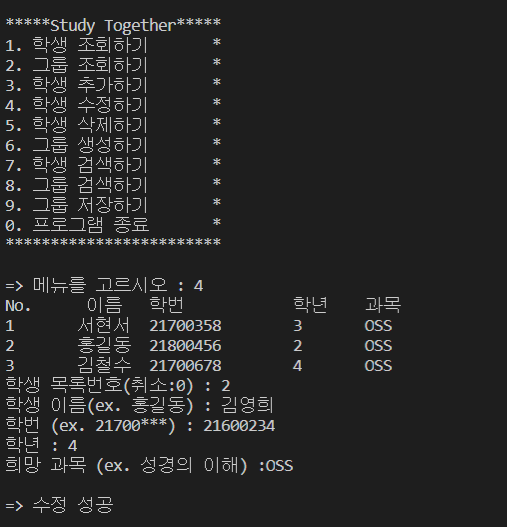 *****Study Together*****
1. 학생 조회하기 *
2. 그룹 조회하기 *
3. 학생 추가하기 *
4. 학생 수정하기 *
5. 학생 삭제하기 *
6. 그룹 생성하기 *
7. 학생 검색하기 *
8. 그룹 검색하기 *
9. 그룹 저장하기 *
0. 프로그램 종료 *
************************
=> 메뉴를 고르시오 : 4
No. 이름 학번 학년 과목
1 서현서 21700358 3 OSS
2 홍길동 21800456 2 OSS
3 김철수 21700678 4 OSS
학생 목록번호(취소:0) : 2
학생 이름(ex. 홍길동) : 김영희
학번 (ex. 21700***) : 21600234
학년 : 4
희망 과목 (ex. 성경의 이해) :OSS
=> 수정 성공